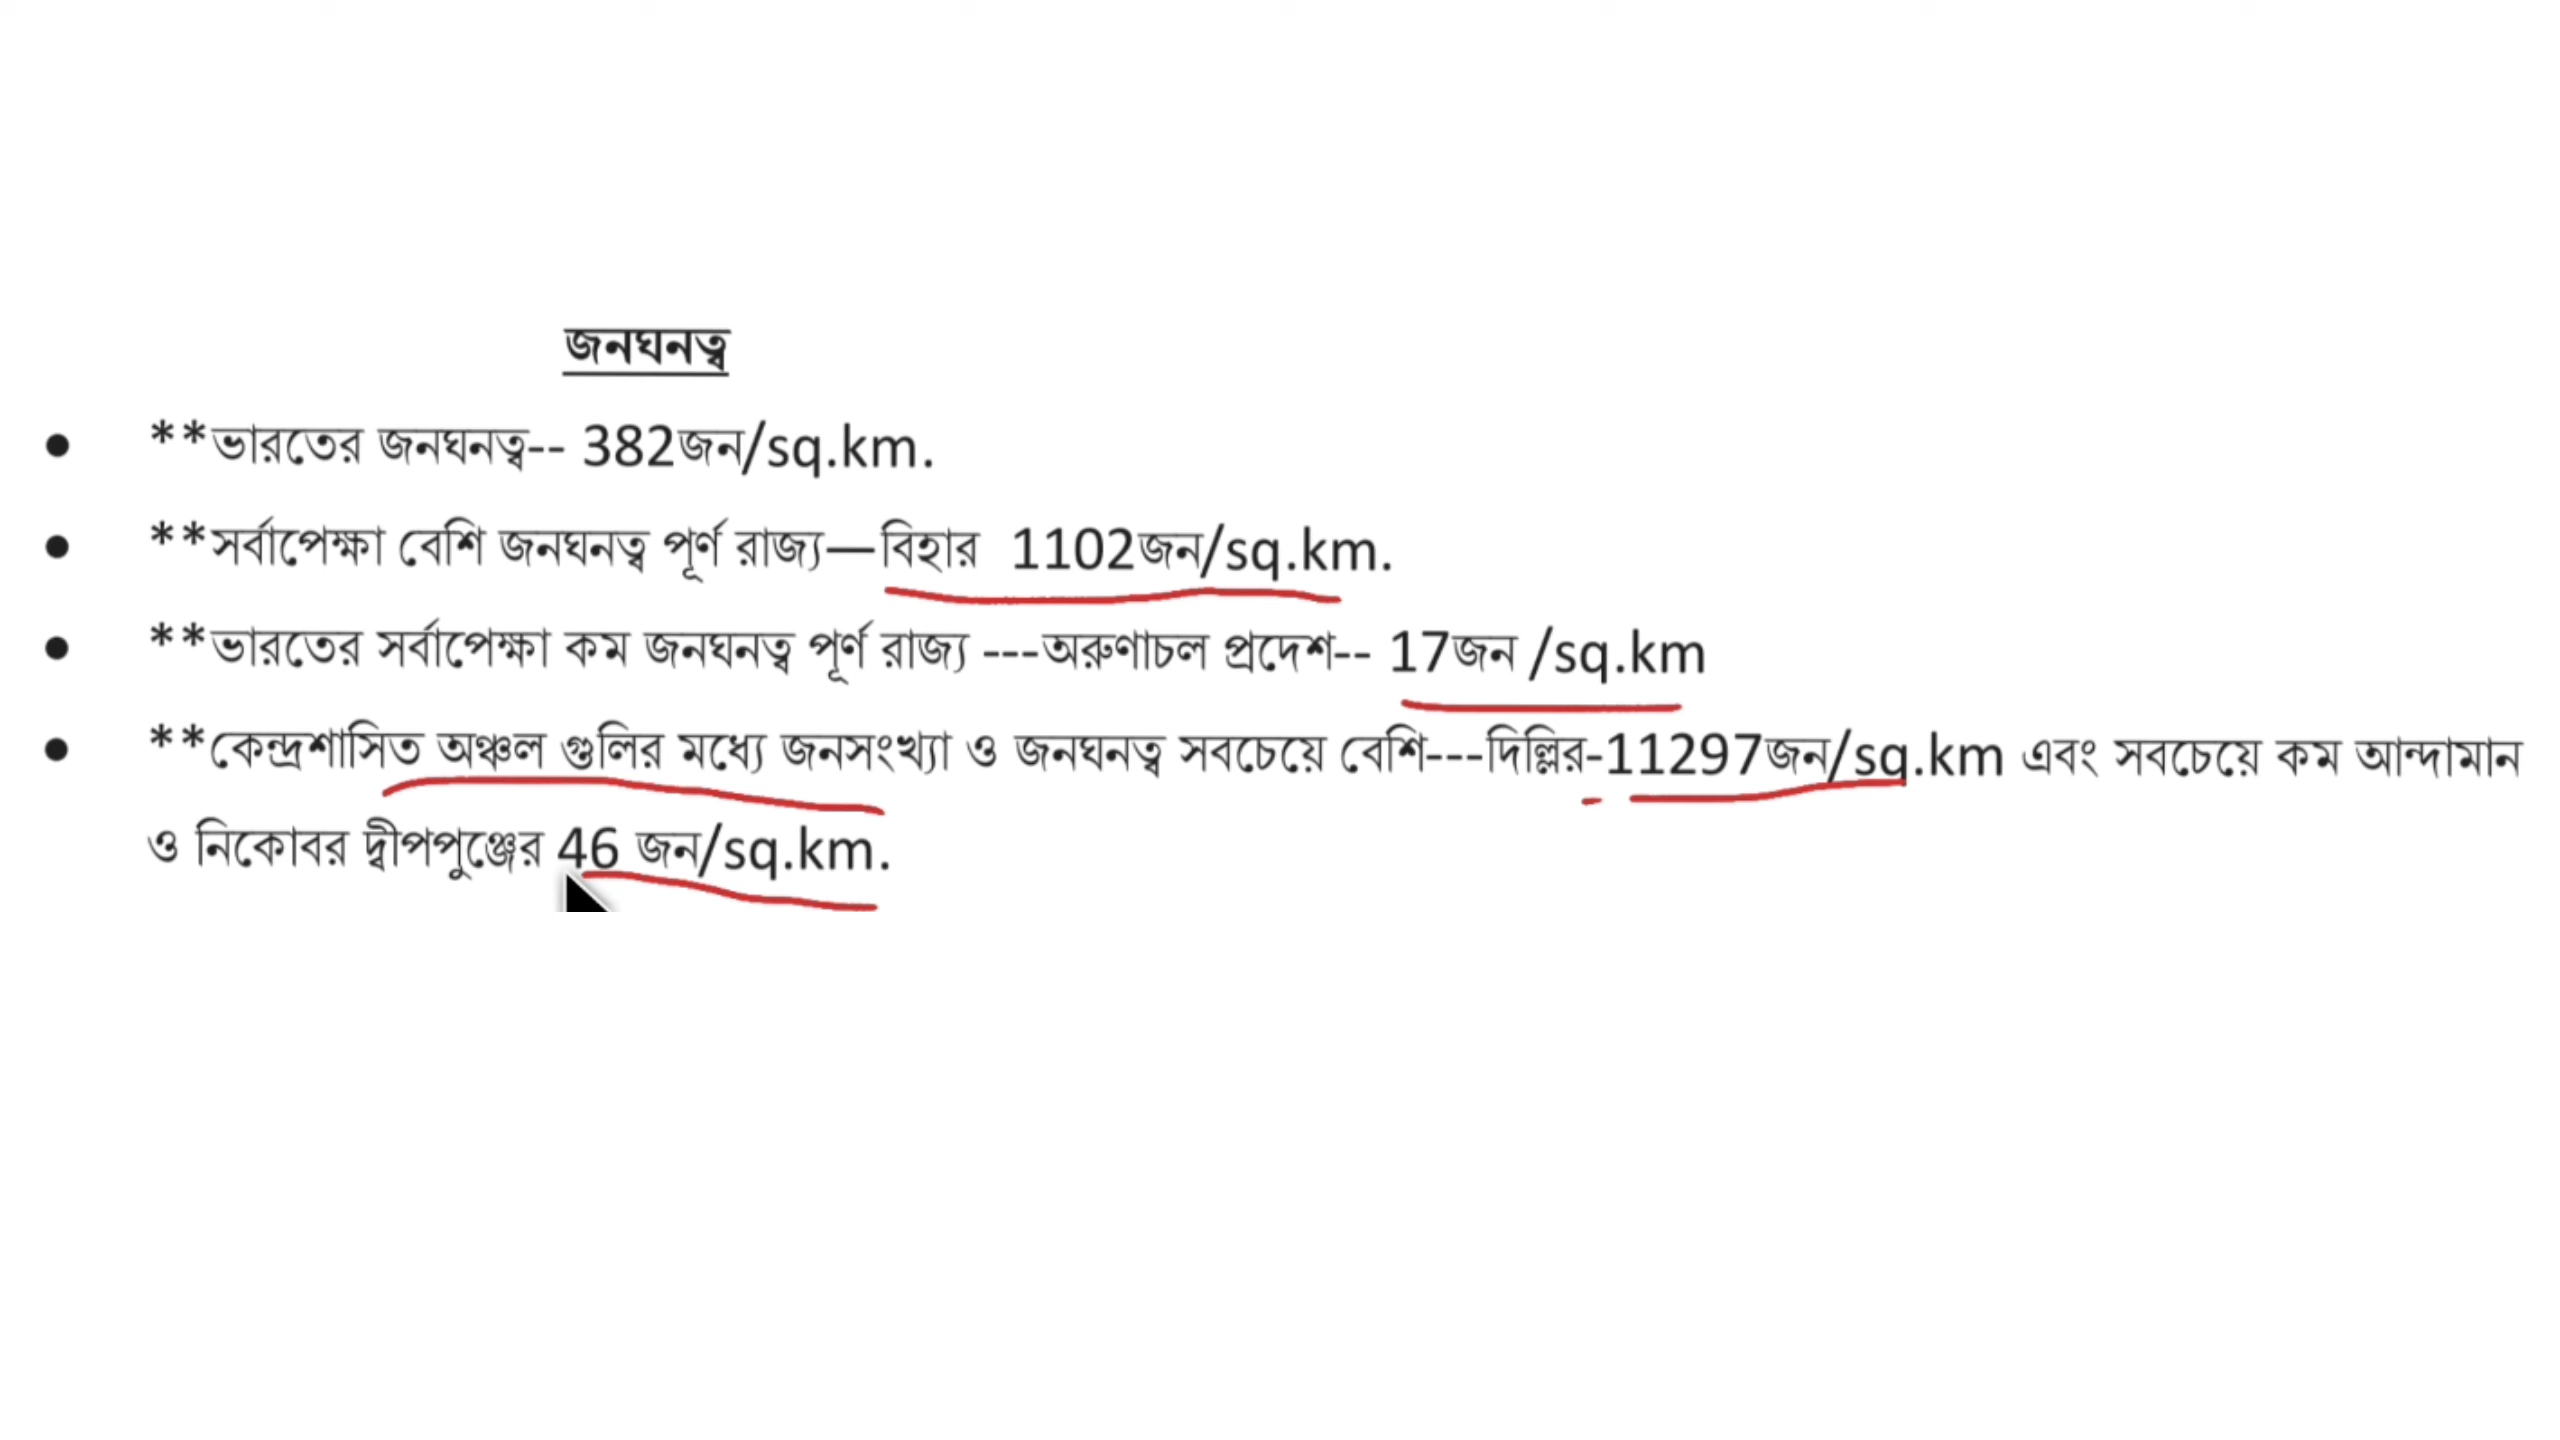 জনঘনত্ব
● **ভারতের জনঘনত্ব-- 382জন/sq.km.
● **সর্বাপেক্ষা বেশি জনঘনত্ব পূর্ণ রাজ্য—বিহার 1102জন/sq.km.
● **ভারতের সর্বাপেক্ষা কম জনঘনত্ব পূর্ণ রাজ্য ---অরুণাচল প্রদেশ-- 17জন /sq.km
● **কেন্দ্রশাসিত অঞ্চল গুলির মধ্যে জনসংখ্যা ও জনঘনত্ব সবচেয়ে বেশি---দিল্লির-11297জন/sq.km এবং সবচেয়ে কম আন্দামান
ও নিকোবর দ্বীপপুঞ্জের 46 জন/sq.km.